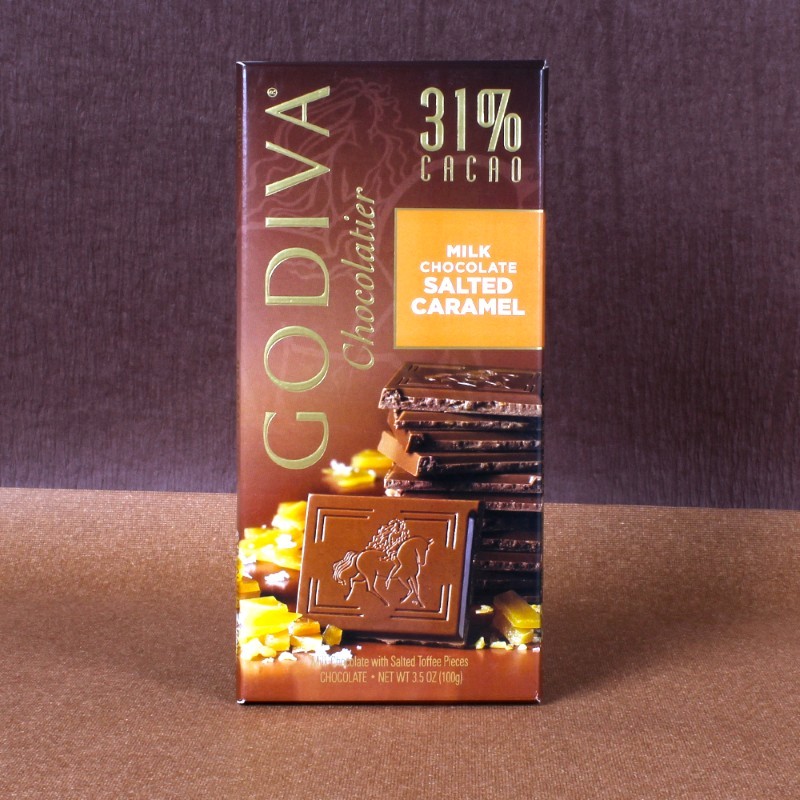 GODIVA®
Chocolatier
31%
CACAO
MILK
CHOCOLATE
SALTED
CARAMEL
Milk Chocolate with Salted Toffee Pieces
CHOCOLATE • NET WT 3.5 OZ (100g)